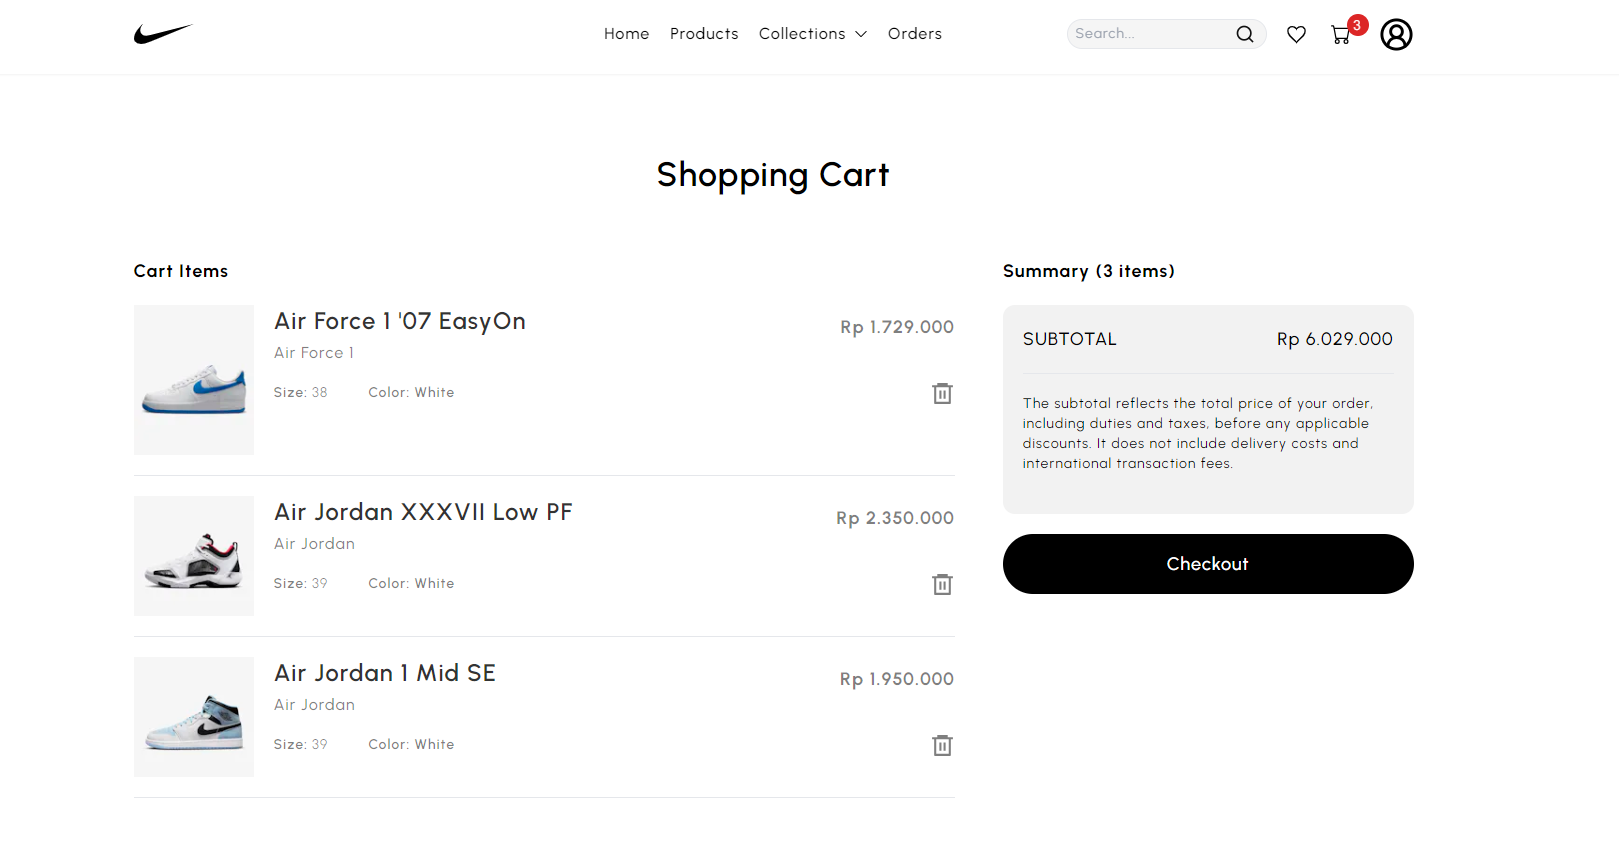 Home Products Collections Orders Search... 3
Shopping Cart
Cart Items
Air Force 1 '07 EasyOn
Rp 1.729.000
Air Force 1
Size: 38 Color: White
Air Jordan XXXVII Low PF
Rp 2.350.000
Air Jordan
Size: 39 Color: White
Air Jordan 1 Mid SE
Rp 1.950.000
Air Jordan
Size: 39 Color: White
Summary (3 items)
SUBTOTAL Rp 6.029.000
The subtotal reflects the total price of your order,
including duties and taxes, before any applicable
discounts. It does not include delivery costs and
international transaction fees.
Checkout